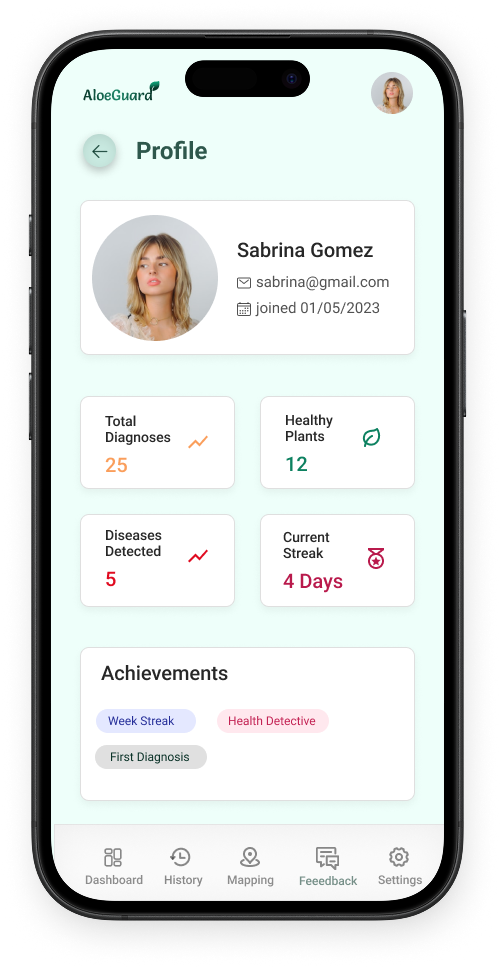 AloeGuard
Profile
Sabrina Gomez
sabrina@gmail.com
joined 01/05/2023
Total
Diagnoses
25
Healthy
Plants
12
Diseases
Detected
5
Current
Streak
4 Days
Achievements
Week Streak
Health Detective
First Diagnosis
Dashboard
History
Mapping
Feeedback
Settings